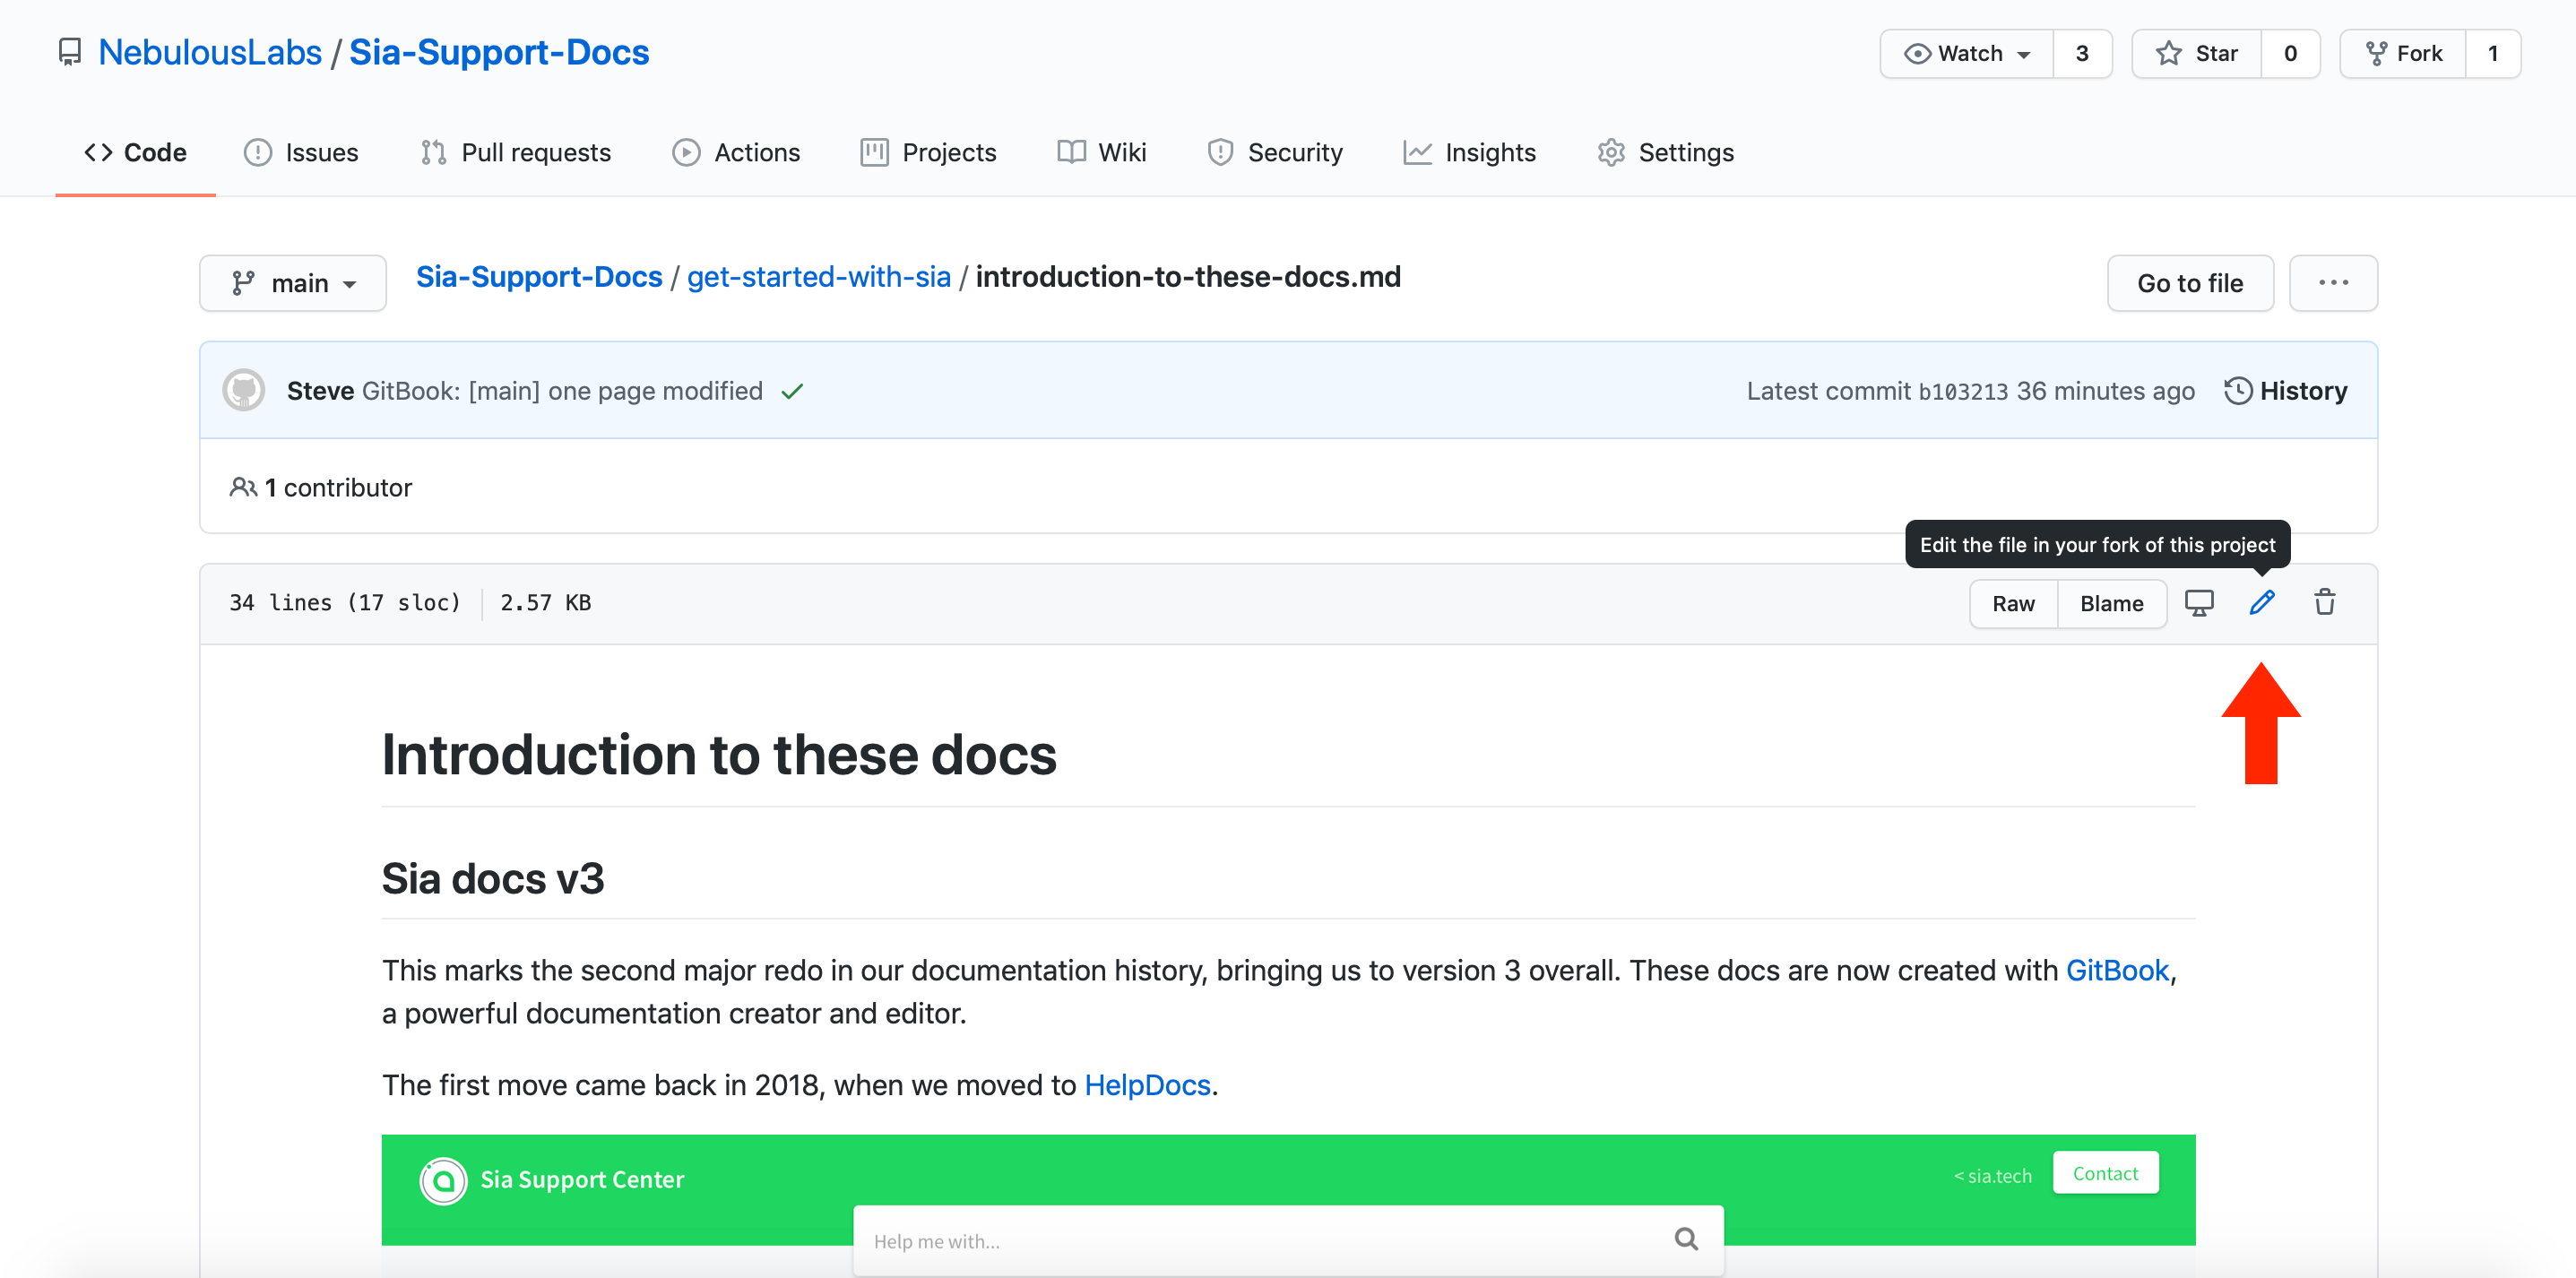 NebulousLabs / Sia-Support-Docs
Watch 3 Star 0 Fork 1
Code Issues Pull requests Actions Projects Wiki Security Insights Settings
main Sia-Support-Docs / get-started-with-sia / introduction-to-these-docs.md Go to file ...
Steve GitBook: [main] one page modified Latest commit b103213 36 minutes ago History
1 contributor
Edit the file in your fork of this project
34 lines (17 sloc) 2.57 KB Raw Blame
Introduction to these docs
Sia docs v3
This marks the second major redo in our documentation history, bringing us to version 3 overall. These docs are now created with GitBook,
a powerful documentation creator and editor.
The first move came back in 2018, when we moved to HelpDocs.
Sia Support Center < sia.tech Contact
Help me with...